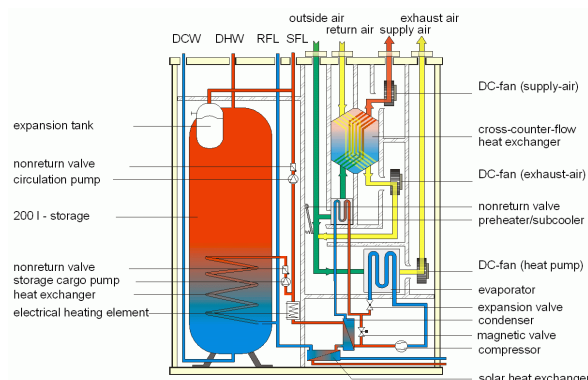 outside air
exhaust air
return air
supply air
DCW
DHW
RFL
SFL
DC-fan (supply-air)
expansion tank
cross-counter-flow
heat exchanger
nonreturn valve
circulation pump
DC-fan (exhaust-air)
200 l - storage
nonreturn valve
preheater/subcooler
nonreturn valve
storage cargo pump
heat exchanger
electrical heating element
DC-fan (heat pump)
evaporator
expansion valve
condenser
magnetic valve
compressor
solar heat exchanger